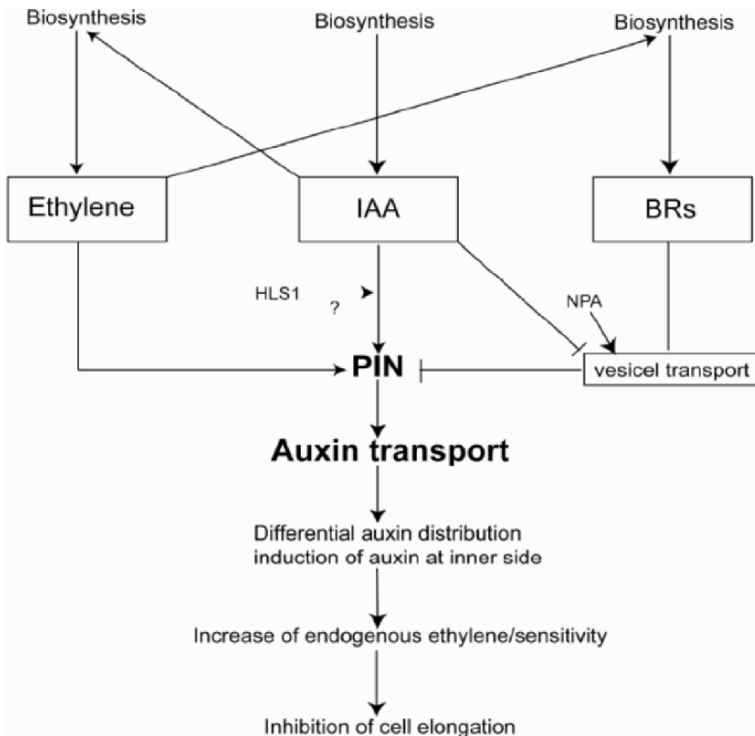 Biosynthesis
Biosynthesis
Biosynthesis
Ethylene
IAA
BRs
HLS1
?
NPA
PIN
vesicel transport
Auxin transport
Differential auxin distribution
induction of auxin at inner side
Increase of endogenous ethylene/sensitivity
Inhibition of cell elongation